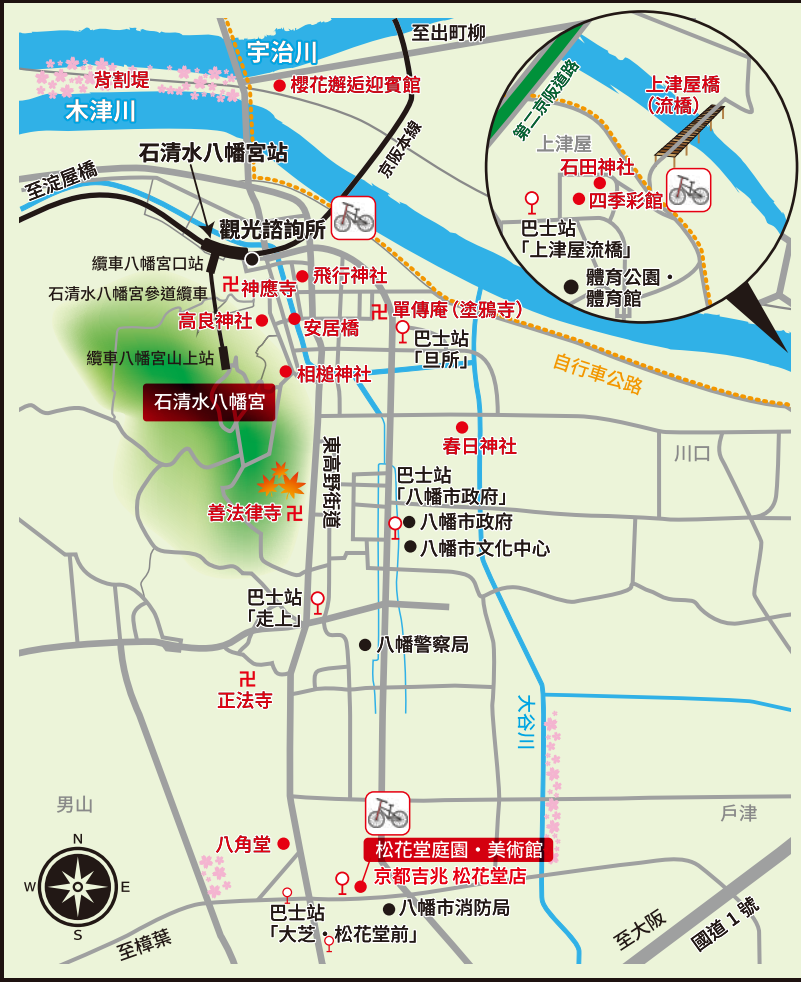 至出町柳
宇治川
背割堤
櫻花邂逅迎賓館
木津川
京阪本線
石清水八幡宮站
至淀屋橋
觀光諮詢所
纜車八幡宮口站
石清水八幡宮參道纜車
神應寺
飛行神社
高良神社
安居橋
單傳庵（塗鴉寺）
巴士站
「旦所」
纜車八幡宮山上站
相槌神社
石清水八幡宮
第二京阪道路
上津屋橋
（流橋）
上津屋
石田神社
四季彩館
巴士站
「上津屋流橋」
體育公園・
體育館
自行車公路
春日神社
川口
東高野街道
巴士站
「八幡市政府」
八幡市政府
八幡市文化中心
善法律寺
巴士站
「走上」
八幡警察局
正法寺
大谷川
男山
戶津
八角堂
松花堂庭園・美術館
京都吉兆 松花堂店
巴士站
「大芝・松花堂前」
八幡市消防局
N
W
E
S
至樟葉
至大阪
國道1號